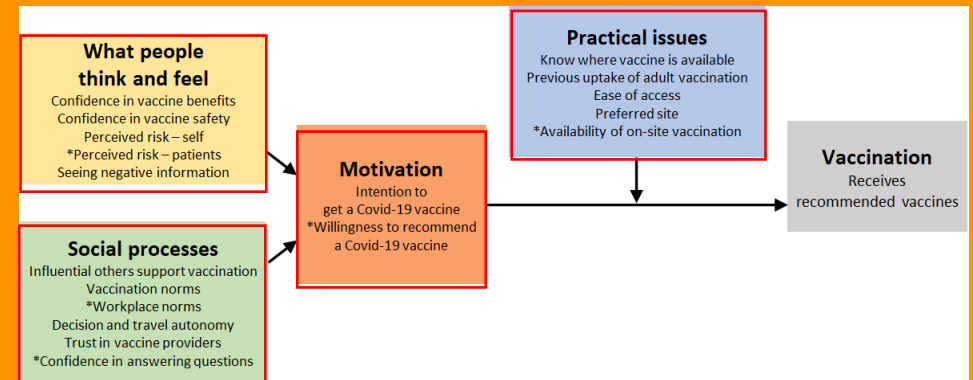 What people
think and feel
Confidence in vaccine benefits
Confidence in vaccine safety
Perceived risk – self
*Perceived risk – patients
Seeing negative information
Social processes
Influential others support vaccination
Vaccination norms
*Workplace norms
Decision and travel autonomy
Trust in vaccine providers
*Confidence in answering questions
Motivation
Intention to
get a Covid-19 vaccine
*Willingness to recommend
a Covid-19 vaccine
Practical issues
Know where vaccine is available
Previous uptake of adult vaccination
Ease of access
Preferred site
*Availability of on-site vaccination
Vaccination
Receives
recommended vaccines